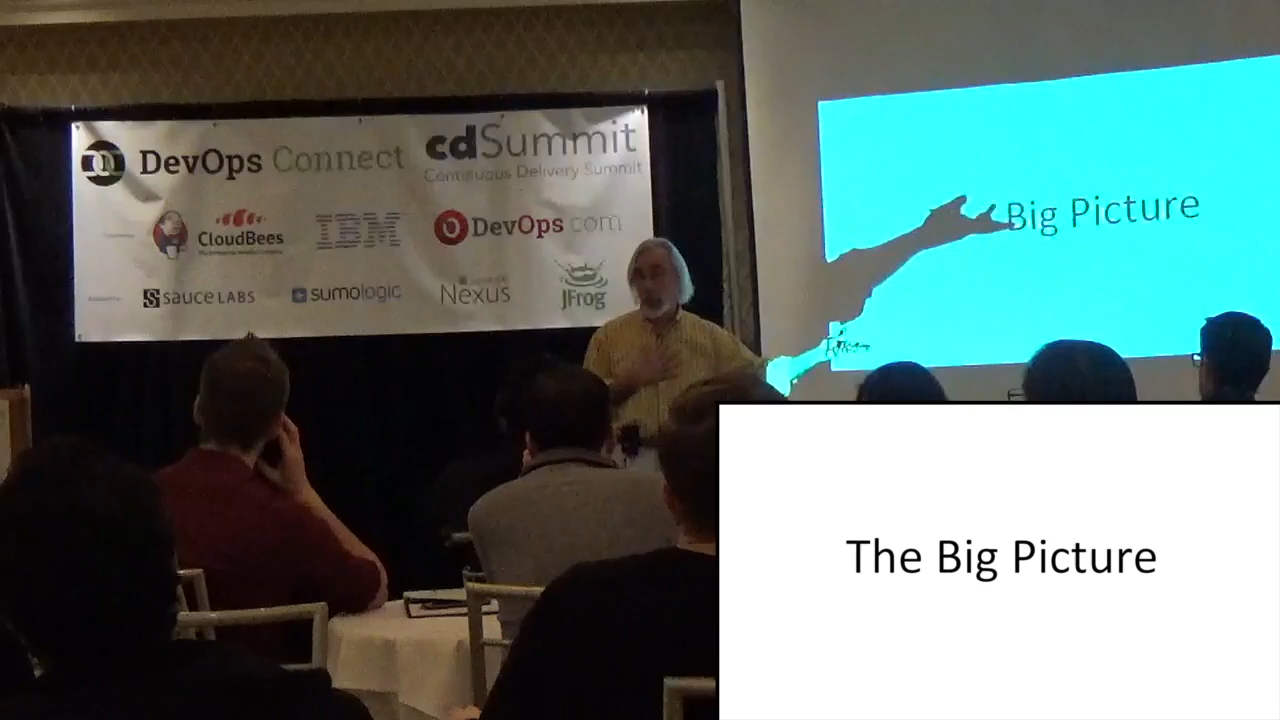 DevOps Connect
cdSummit
Continuous Delivery Summit
CloudBees
IBM
DevOps.com
SAUCE LABS
sumologic
Nexus
JFrog
Big Picture
The Big Picture